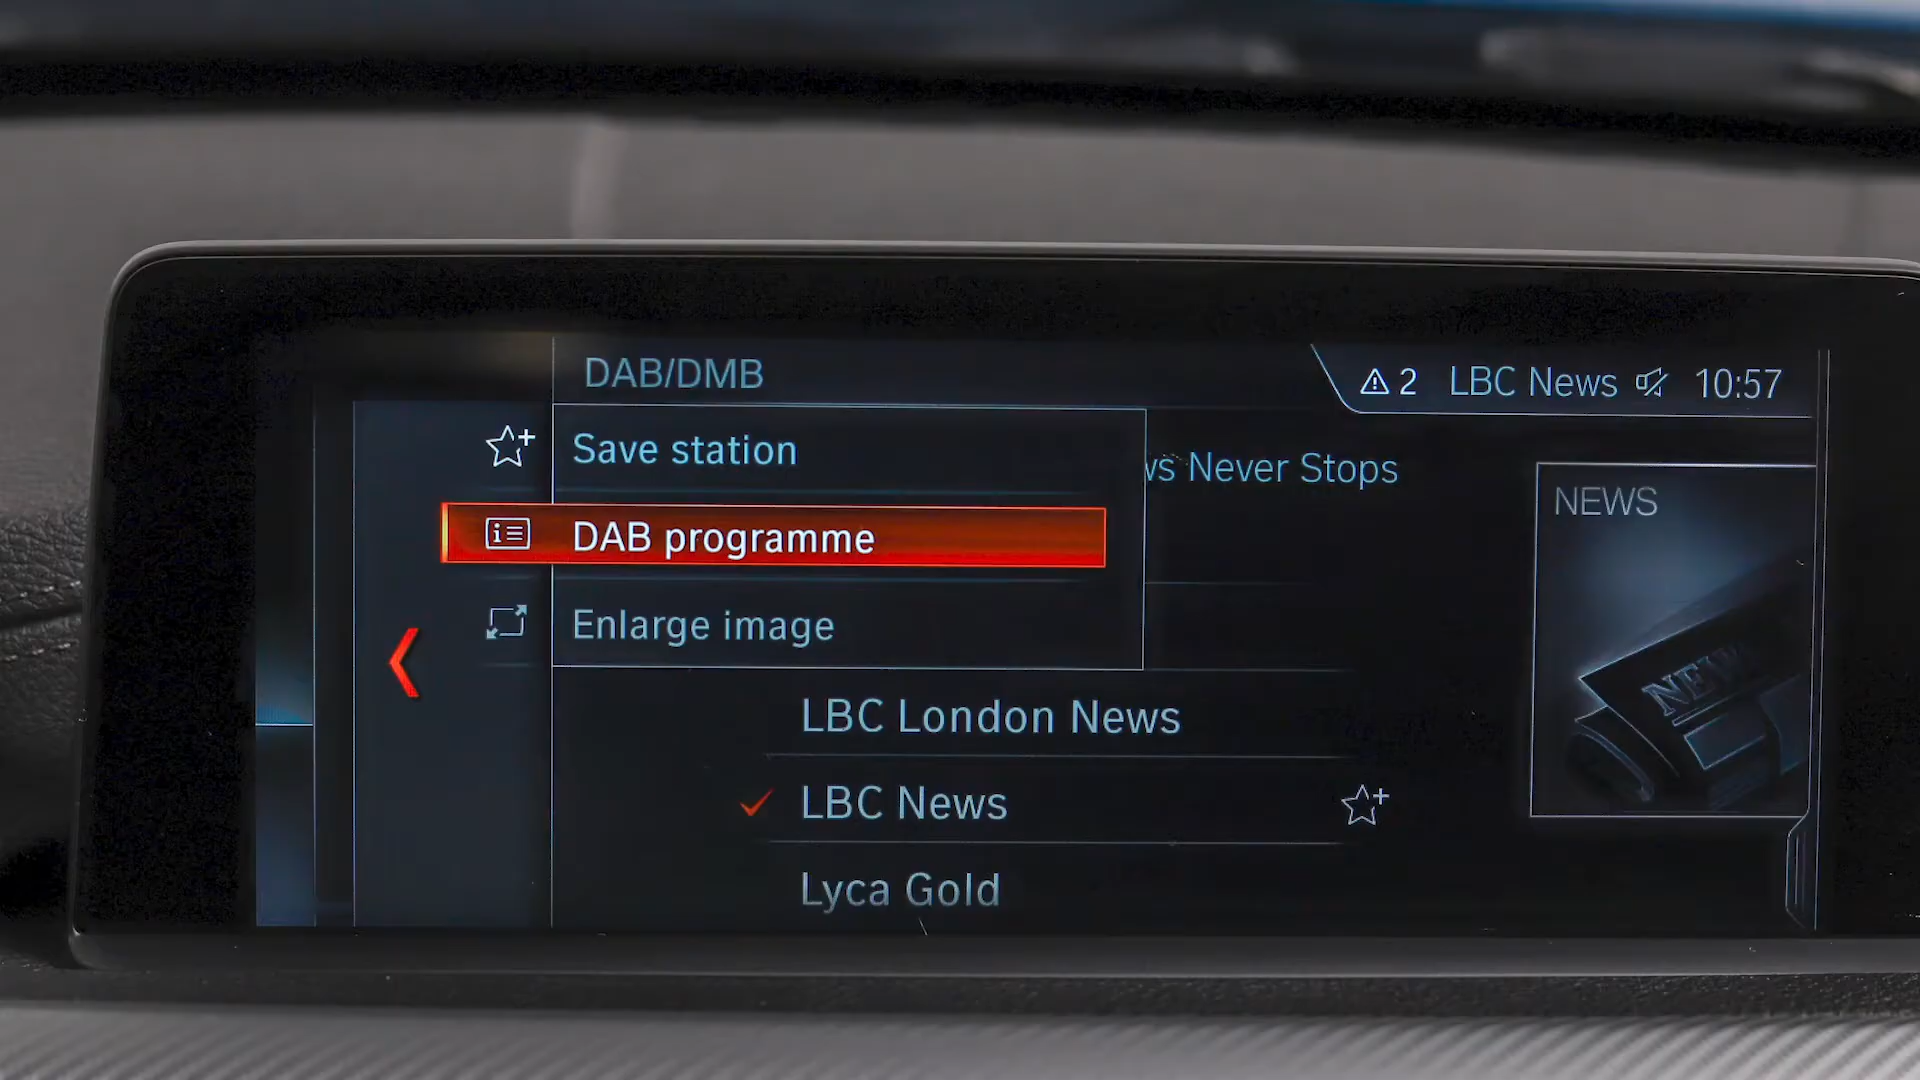 DAB/DMB
2 LBC News 10:57
Save station
Never Stops
NEWS
DAB programme
Enlarge image
LBC London News
LBC News
Lyca Gold